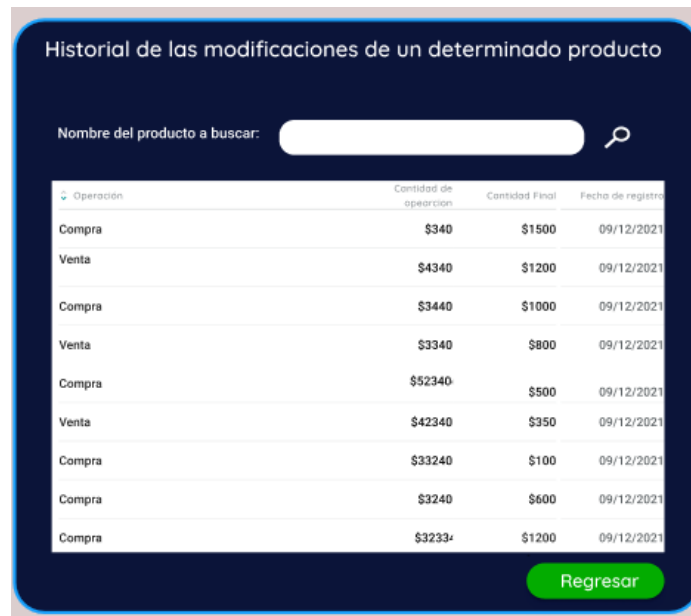 Historial de las modificaciones de un determinado producto
Nombre del producto a buscar:
Operación Cantidad de opearcion Cantidad Final Fecha de registro
Compra $340 $1500 09/12/2021
Venta $4340 $1200 09/12/2021
Compra $3440 $1000 09/12/2021
Venta $3340 $800 09/12/2021
Compra $52340 $500 09/12/2021
Venta $42340 $350 09/12/2021
Compra $33240 $100 09/12/2021
Compra $3240 $600 09/12/2021
Compra $1200 09/12/2021
Regresar